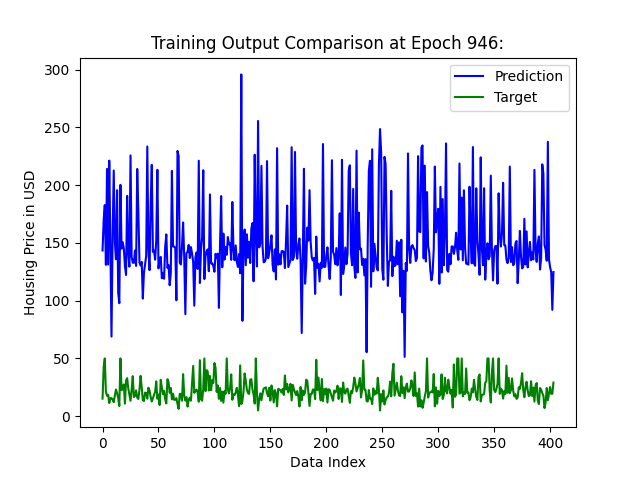 Training Output Comparison at Epoch 946:
Prediction
Target
Housing Price in USD
300
250
200
150
100
50
0
0 50 100 150 200 250 300 350 400
Data Index